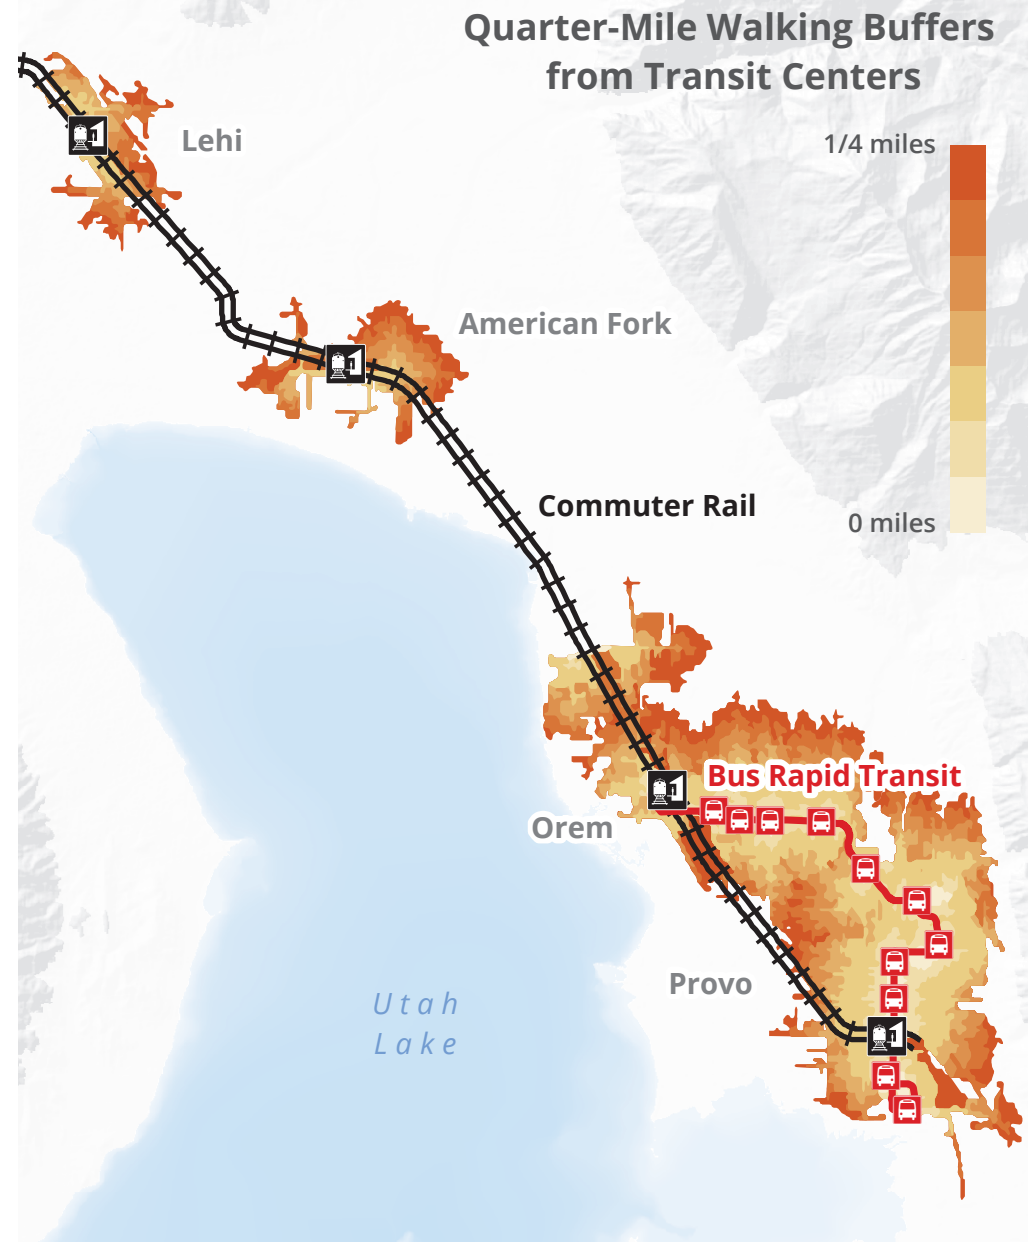 Quarter-Mile Walking Buffers
from Transit Centers
1/4 miles
Lehi
American Fork
Commuter Rail
0 miles
Bus Rapid Transit
Orem
Provo
Utah
Lake